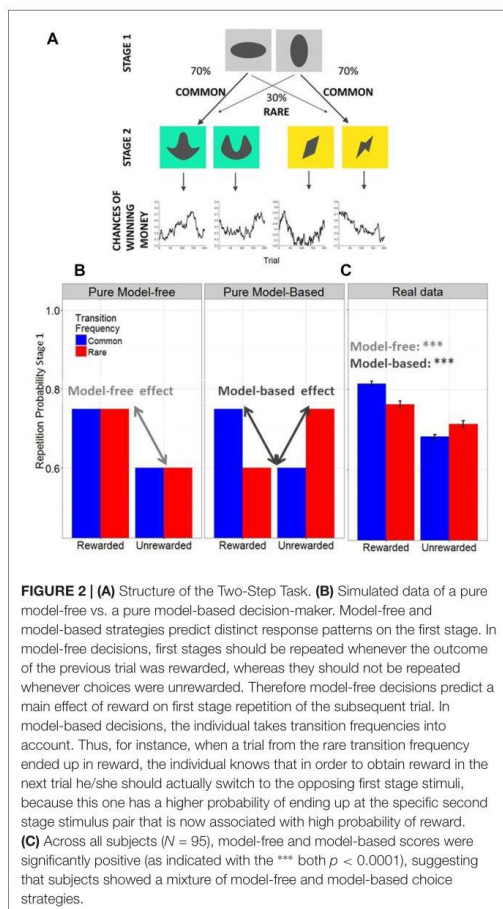 A
STAGE 1
70%
COMMON
30%
RARE
70%
COMMON
STAGE 2
CHANCES OF
WINNING
MONEY
Trial
B
C
Pure Model-free
Pure Model-Based
Real data
Repetition Probability Stage 1
1.0
0.8
0.6
Transition
Frequency
Common
Rare
Model-free effect
Model-based effect
Model-free: ***
Model-based: ***
Rewarded
Unrewarded
Rewarded
Unrewarded
Rewarded
Unrewarded
FIGURE 2 | (A) Structure of the Two-Step Task. (B) Simulated data of a pure
model-free vs. a pure model-based decision-maker. Model-free and
model-based strategies predict distinct response patterns on the first stage. In
model-free decisions, first stages should be repeated whenever the outcome
of the previous trial was rewarded, whereas they should not be repeated
whenever choices were unrewarded. Therefore model-free decisions predict a
main effect of reward on first stage repetition of the subsequent trial. In
model-based decisions, the individual takes transition frequencies into
account. Thus, for instance, when a trial from the rare transition frequency
ended up in reward, the individual knows that in order to obtain reward in the
next trial he/she should actually switch to the opposing first stage stimuli,
because this one has a higher probability of ending up at the specific second
stage stimulus pair that is now associated with high probability of reward.
(C) Across all subjects (N = 95), model-free and model-based scores were
significantly positive (as indicated with the *** both p < 0.0001), suggesting
that subjects showed a mixture of model-free and model-based choice
strategies.